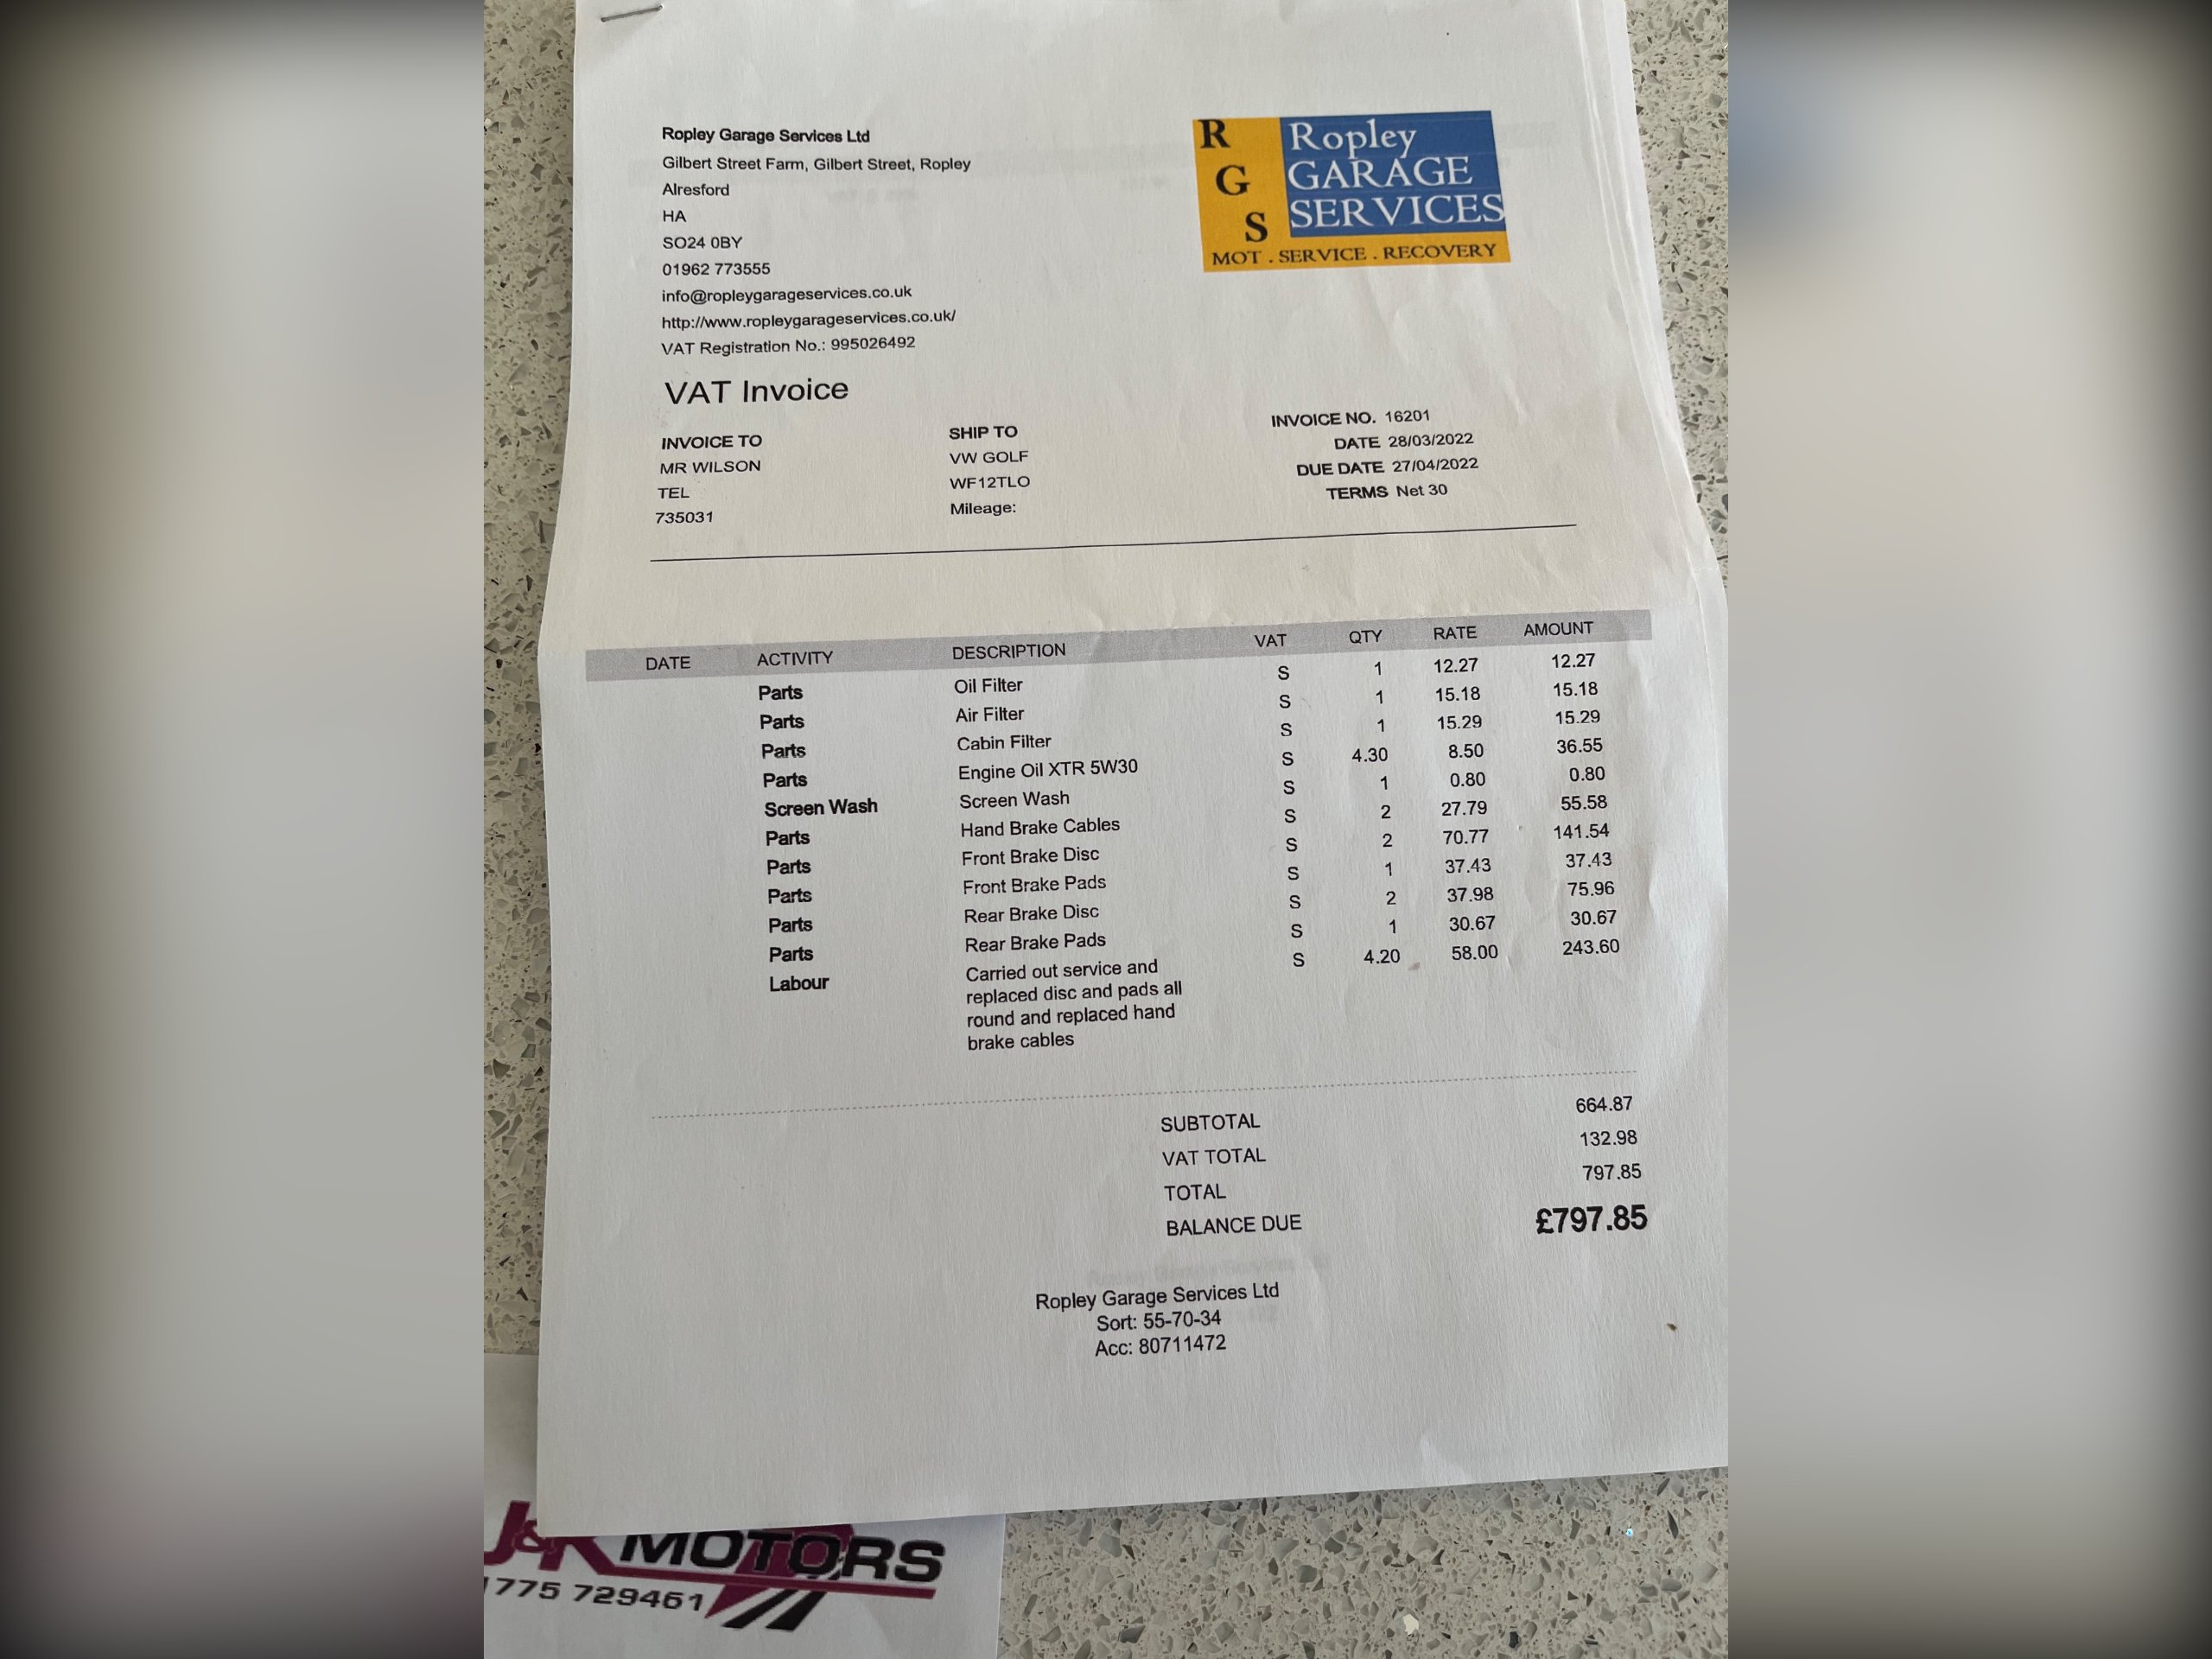 Ropley Garage Services Ltd
Gilbert Street Farm, Gilbert Street, Ropley
Alresford
HA
SO24 0BY
01962 773555
info@ropleygarageservices.co.uk
http://www.ropleygarageservices.co.uk/
VAT Registration No.: 995026492
R G S
Ropley
GARAGE
SERVICES
MOT . SERVICE . RECOVERY
VAT Invoice
INVOICE TO
MR WILSON
TEL
735031
SHIP TO
VW GOLF
WF12TLO
Mileage:
INVOICE NO. 16201
DATE 28/03/2022
DUE DATE 27/04/2022
TERMS Net 30
DATE ACTIVITY DESCRIPTION VAT QTY RATE AMOUNT
Parts Oil Filter S 1 12.27 12.27
Parts Air Filter S 1 15.18 15.18
Parts Cabin Filter S 1 15.29 15.29
Parts Engine Oil XTR 5W30 S 4.30 8.50 36.55
Screen Wash Screen Wash S 1 0.80 0.80
Parts Hand Brake Cables S 2 27.79 55.58
Parts Front Brake Disc S 2 70.77 141.54
Parts Front Brake Pads S 1 37.43 37.43
Parts Rear Brake Disc S 2 37.98 75.96
Parts Rear Brake Pads S 1 30.67 30.67
Labour Carried out service and S 4.20 58.00 243.60
replaced disc and pads all
round and replaced hand
brake cables
SUBTOTAL 664.87
VAT TOTAL 132.98
TOTAL 797.85
BALANCE DUE £797.85
Ropley Garage Services Ltd
Sort: 55-70-34
Acc: 80711472
J&K MOTORS
1775 729461